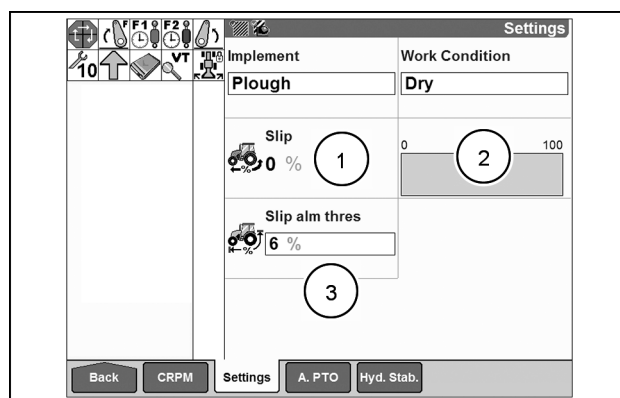 F F1 F2
Settings
10 VT
Implement
Work Condition
Plough
Dry
Slip
0 %
1
0 100
2
Slip alm thres
6 %
3
Back
CRPM
Settings
A. PTO
Hyd. Stab.